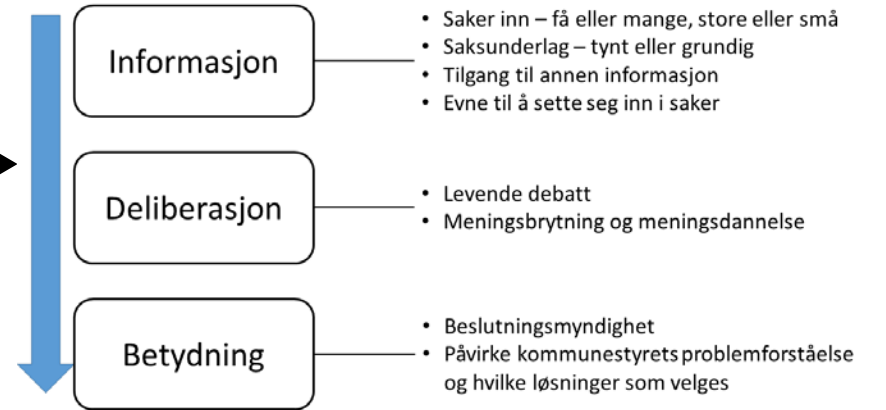 Informasjon
• Saker inn – få eller mange, store eller små
• Saksunderlag – tynt eller grundig
• Tilgang til annen informasjon
• Evne til å sette seg inn i saker
Deliberasjon
• Levende debatt
• Meningsbrytning og meningsdannelse
Betydning
• Beslutningsmyndighet
• Påvirke kommunestyrets problemforståelse
og hvilke løsninger som velges